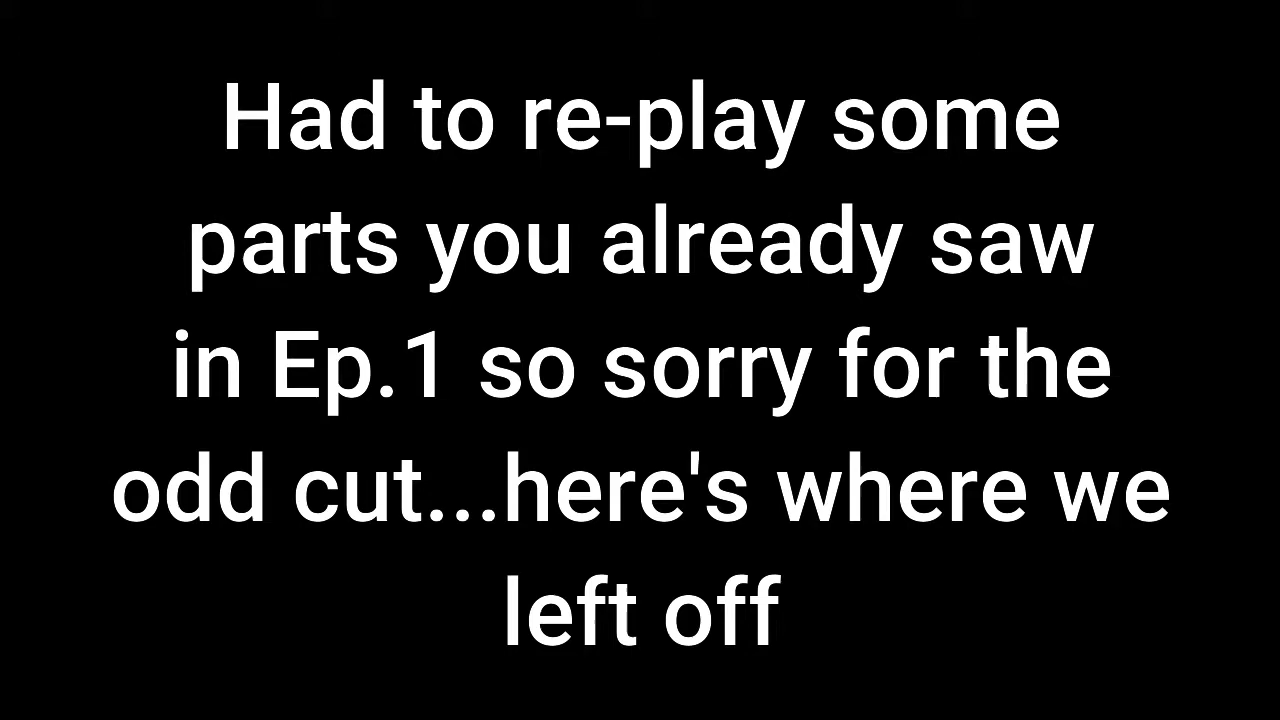 Had to re-play some
parts you already saw
in Ep.1 so sorry for the
odd cut...here's where we
left off